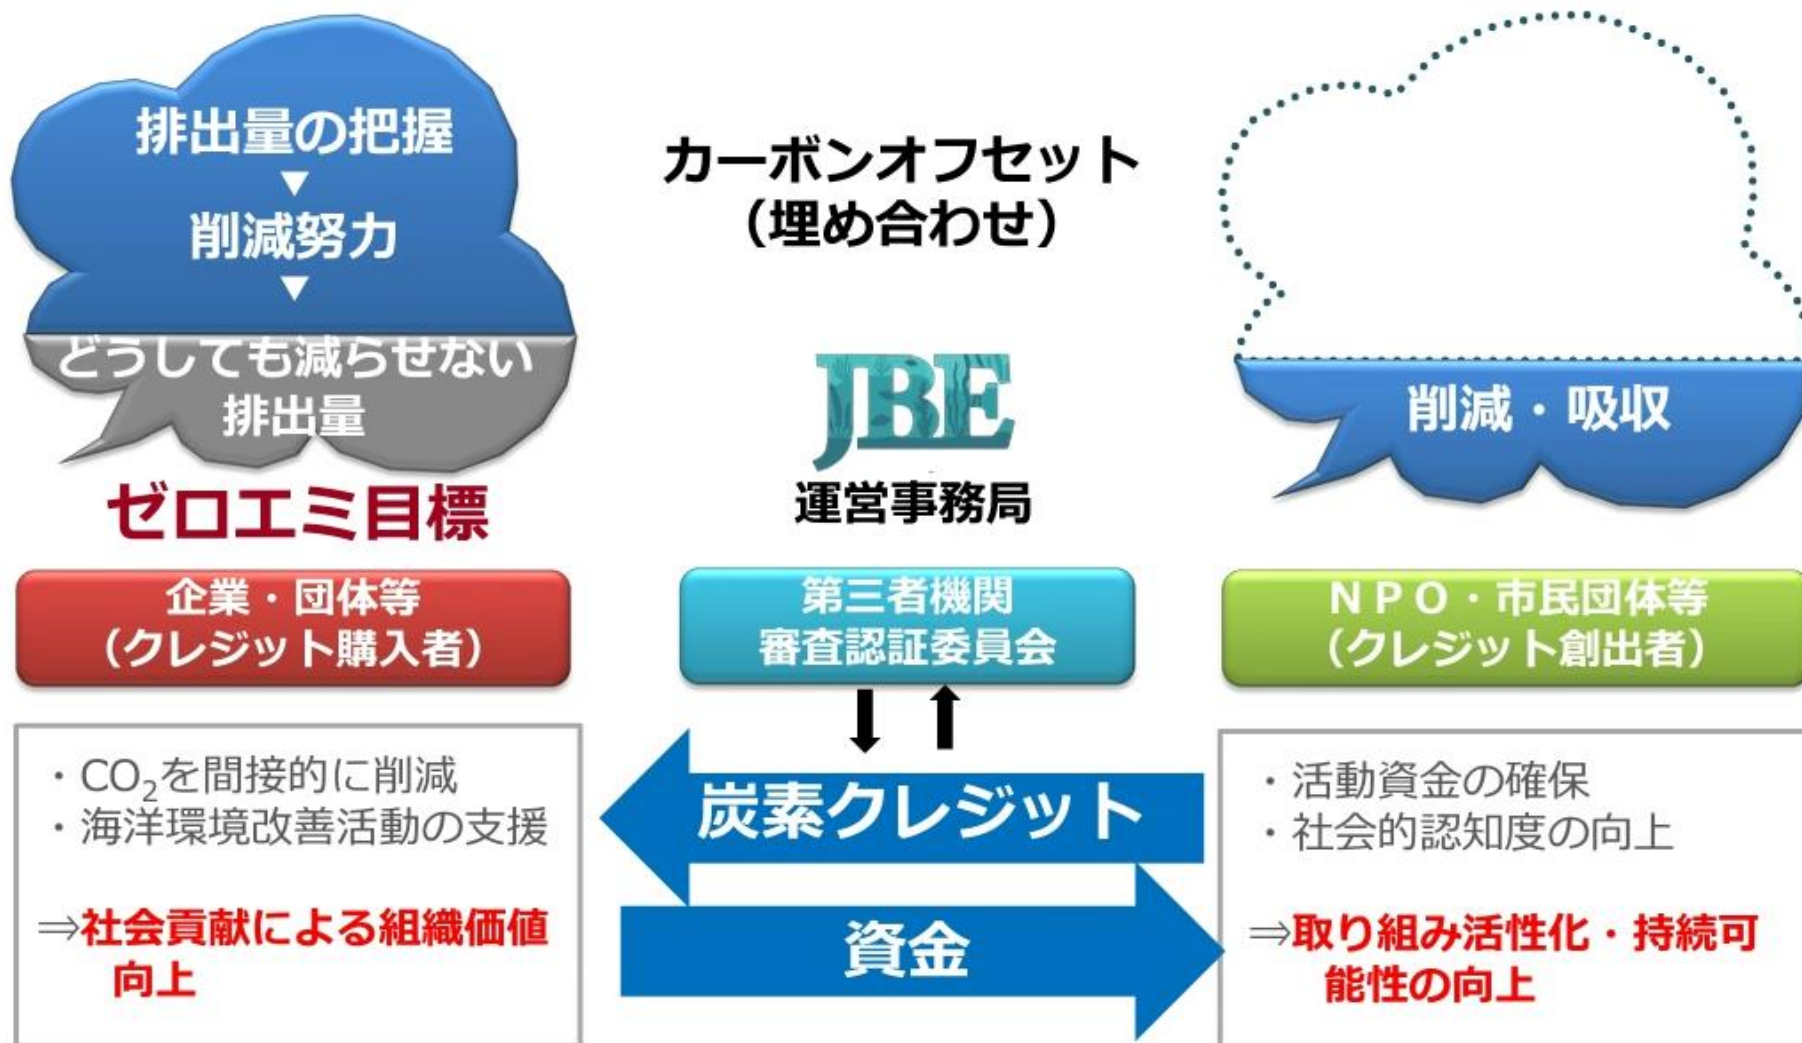 排出量の把握
▼
削減努力
▼
どうしても減らせない
排出量
ゼロエミ目標
企業・団体等
（クレジット購入者）
・CO₂を間接的に削減
・海洋環境改善活動の支援
⇒社会貢献による組織価値
向上
カーボンオフセット
（埋め合わせ）
JBE
運営事務局
第三者機関
審査認証委員会
炭素クレジット
資金
削減・吸収
ＮＰＯ・市民団体等
（クレジット創出者）
・活動資金の確保
・社会的認知度の向上
⇒取り組み活性化・持続可
能性の向上